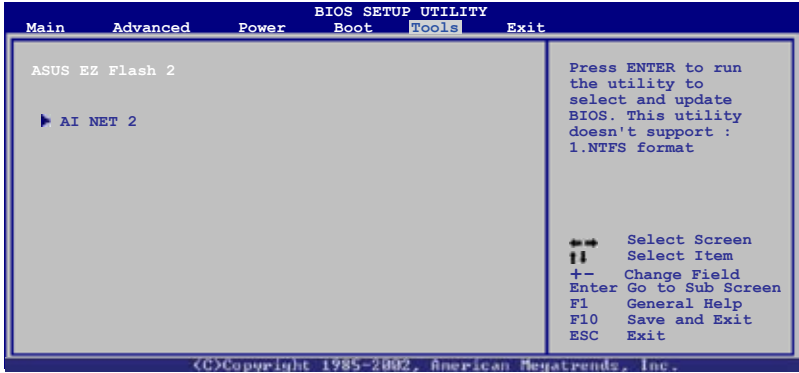 BIOS SETUP UTILITY
Main Advanced Power Boot Tools Exit
ASUS EZ Flash 2
AI NET 2
Press ENTER to run
the utility to
select and update
BIOS. This utility
doesn't support :
1.NTFS format
Select Screen
Select Item
+- Change Field
Enter Go to Sub Screen
F1 General Help
F10 Save and Exit
ESC Exit
(C)Copyright 1985-2002, American Megatrends, Inc.